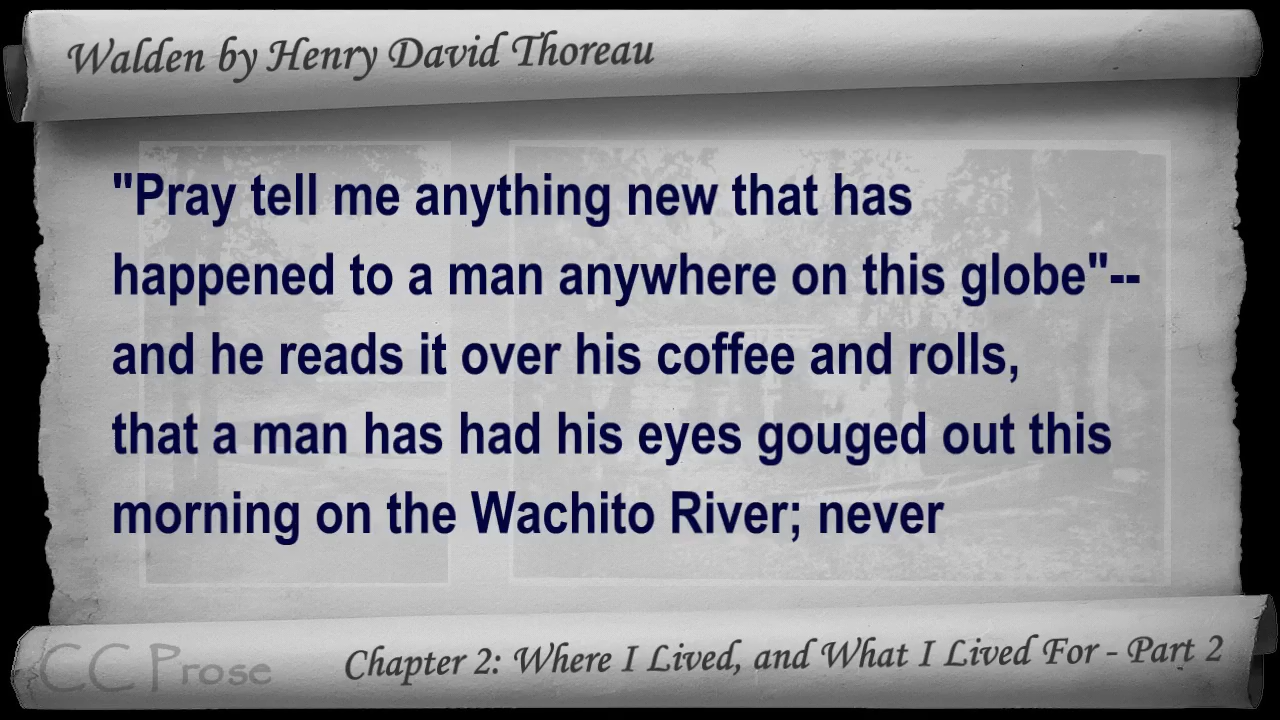 Walden by Henry David Thoreau
"Pray tell me anything new that has
happened to a man anywhere on this globe"--
and he reads it over his coffee and rolls,
that a man has had his eyes gouged out this
morning on the Wachito River; never
CC Prose
Chapter 2: Where I Lived, and What I Lived For - Part 2